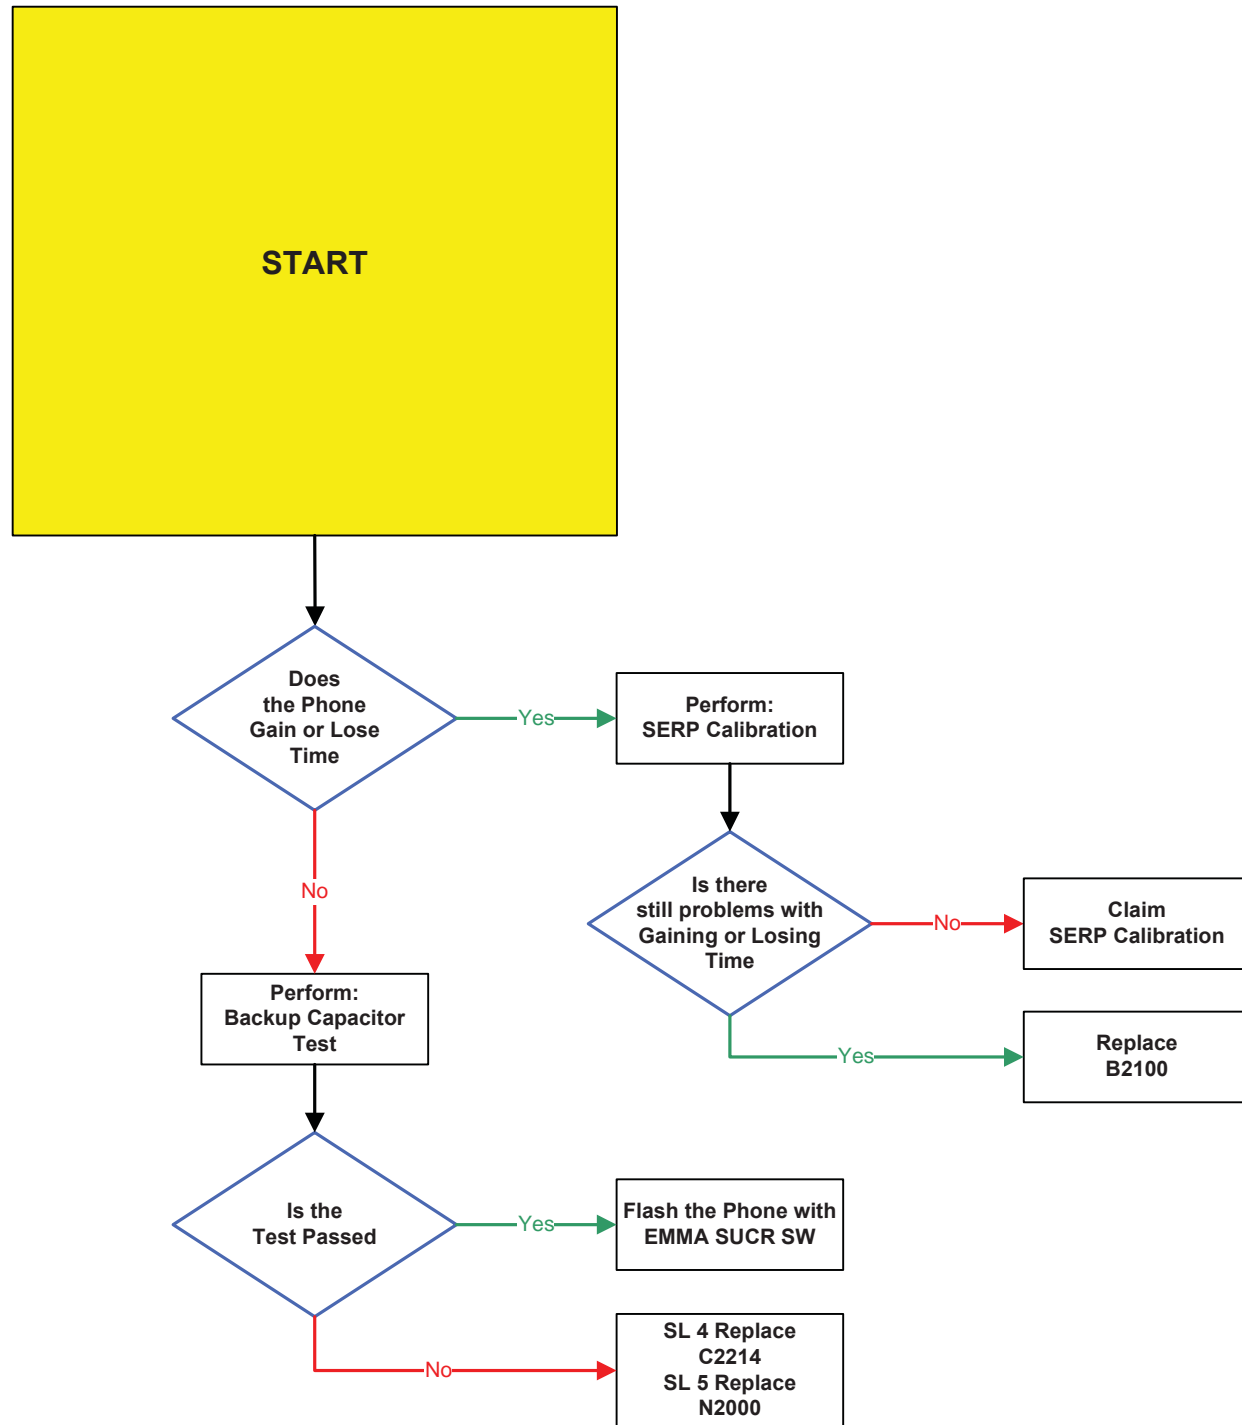 START
Does
the Phone
Gain or Lose
Time
Yes
Perform:
SERP Calibration
No
Is there
still problems with
Gaining or Losing
Time
No
Claim
SERP Calibration
Yes
Replace
B2100
Perform:
Backup Capacitor
Test
Is the
Test Passed
Yes
Flash the Phone with
EMMA SUCR SW
No
SL 4 Replace
C2214
SL 5 Replace
N2000